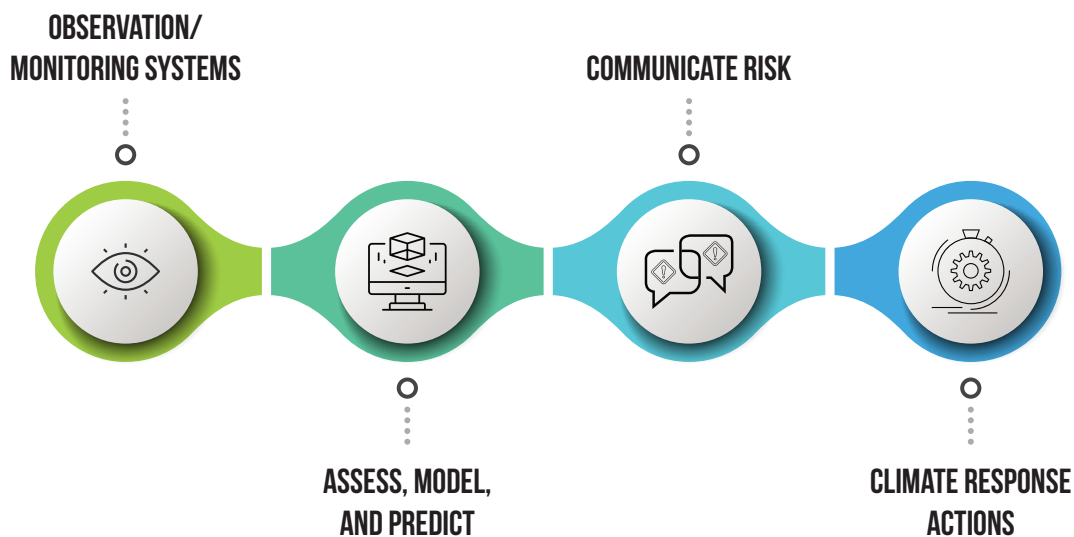 OBSERVATION/
MONITORING SYSTEMS
COMMUNICATE RISK
ASSESS, MODEL,
AND PREDICT
CLIMATE RESPONSE
ACTIONS